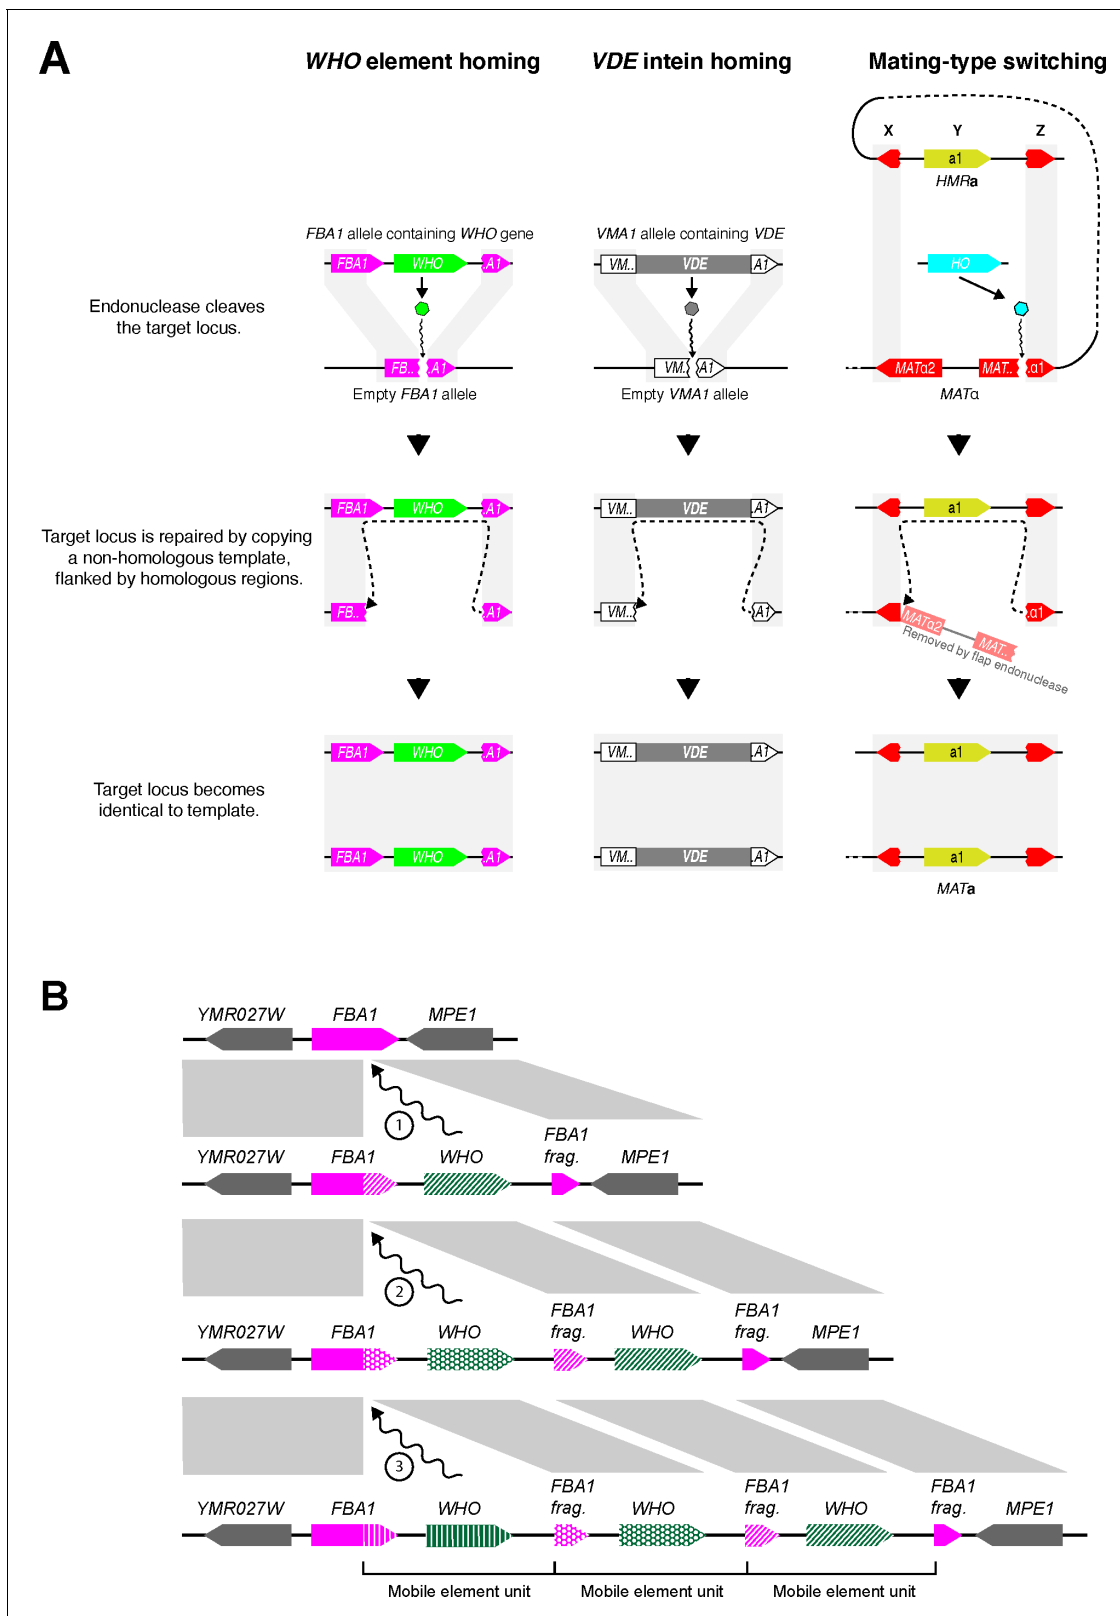 A
WHO element homing
VDE intein homing
Mating-type switching
X Y Z
a1
HMRa
FBA1 allele containing WHO gene
VMA1 allele containing VDE
FBA1 WHO .A1
VM.. VDE .A1
HO
Endonuclease cleaves
the target locus.
FB.. A1
VM. A1
MATα2 MAT.. .α1
Empty FBA1 allele
Empty VMA1 allele
MATα
FBA1 WHO .A1
VM.. VDE .A1
a1
Target locus is repaired by copying
a non-homologous template,
flanked by homologous regions.
FB.. .A1
VM.. .A1
.α1
MATα2 MAT..
Removed by flap endonuclease
FBA1 WHO .A1
VM.. VDE .A1
a1
Target locus becomes
identical to template.
FBA1 WHO .A1
VM.. VDE .A1
a1
MATa
B
YMR027W FBA1 MPE1
1
YMR027W FBA1 WHO FBA1
frag. MPE1
2
YMR027W FBA1 WHO FBA1
frag. WHO FBA1
frag. MPE1
3
YMR027W FBA1 WHO FBA1
frag. WHO FBA1
frag. WHO FBA1
frag. MPE1
Mobile element unit Mobile element unit Mobile element unit